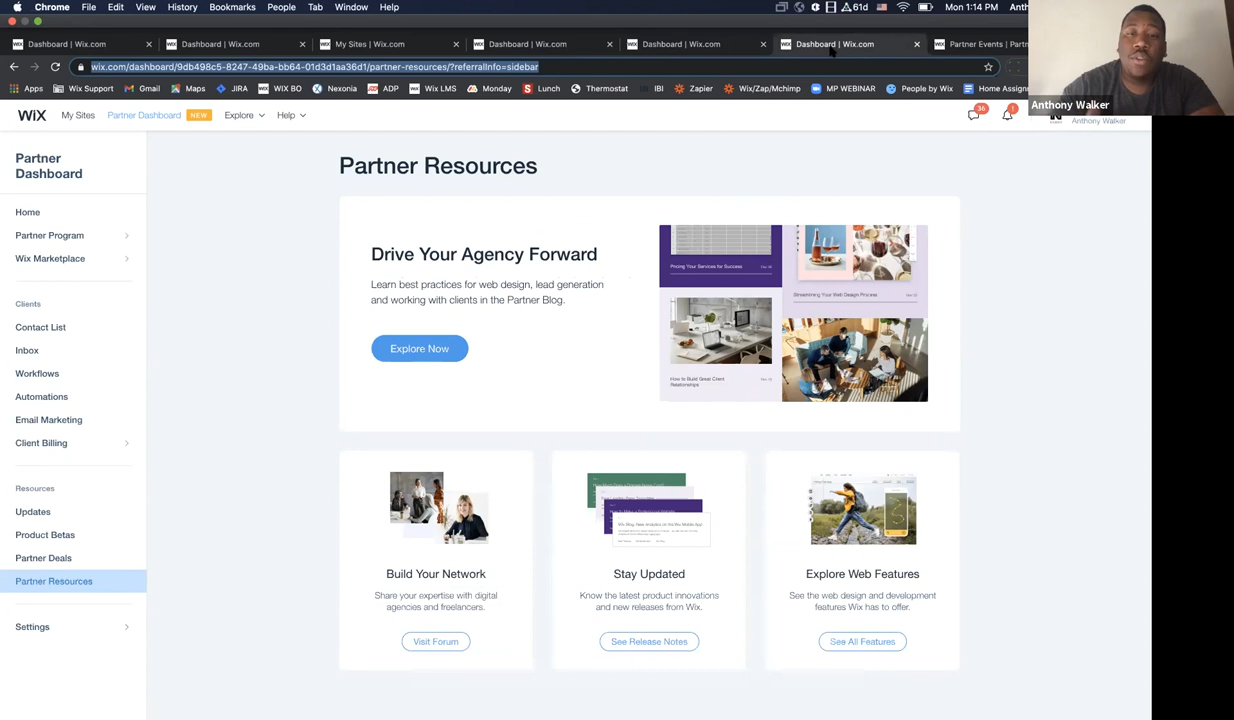 Chrome File Edit View History Bookmarks People Tab Window Help
61d Mon 1:14 PM Anth
Dashboard | Wix.com Dashboard | Wix.com My Sites | Wix.com Dashboard | Wix.com Dashboard | Wix.com Dashboard | Wix.com Partner Events | Partn
wix.com/dashboard/9db498c5-8247-49ba-bb64-01d3d1aa36d1/partner-resources/?referralInfo=sidebar
Apps Wix Support Gmail Maps JIRA WIX BO Nexonia ADP Wix LMS Monday Lunch Thermostat IBI Zapier Wix/Zap/Mchimp MP WEBINAR People by Wix Home Assign
Anthony Walker
WiX My Sites Partner Dashboard NEW Explore Help 36 !
Anthony Walker
Partner
Dashboard
Home
Partner Program
Wix Marketplace
Clients
Contact List
Inbox
Workflows
Automations
Email Marketing
Client Billing
Resources
Updates
Product Betas
Partner Deals
Partner Resources
Settings
Partner Resources
Drive Your Agency Forward
Learn best practices for web design, lead generation
and working with clients in the Partner Blog.
Explore Now
Pricing Your Services for Success
Streamlining Your Web Design Process
How to Build Great Client
Relationships
Build Your Network
Share your expertise with digital
agencies and freelancers.
Visit Forum
Stay Updated
Know the latest product innovations
and new releases from Wix.
See Release Notes
Explore Web Features
See the web design and development
features Wix has to offer.
See All Features